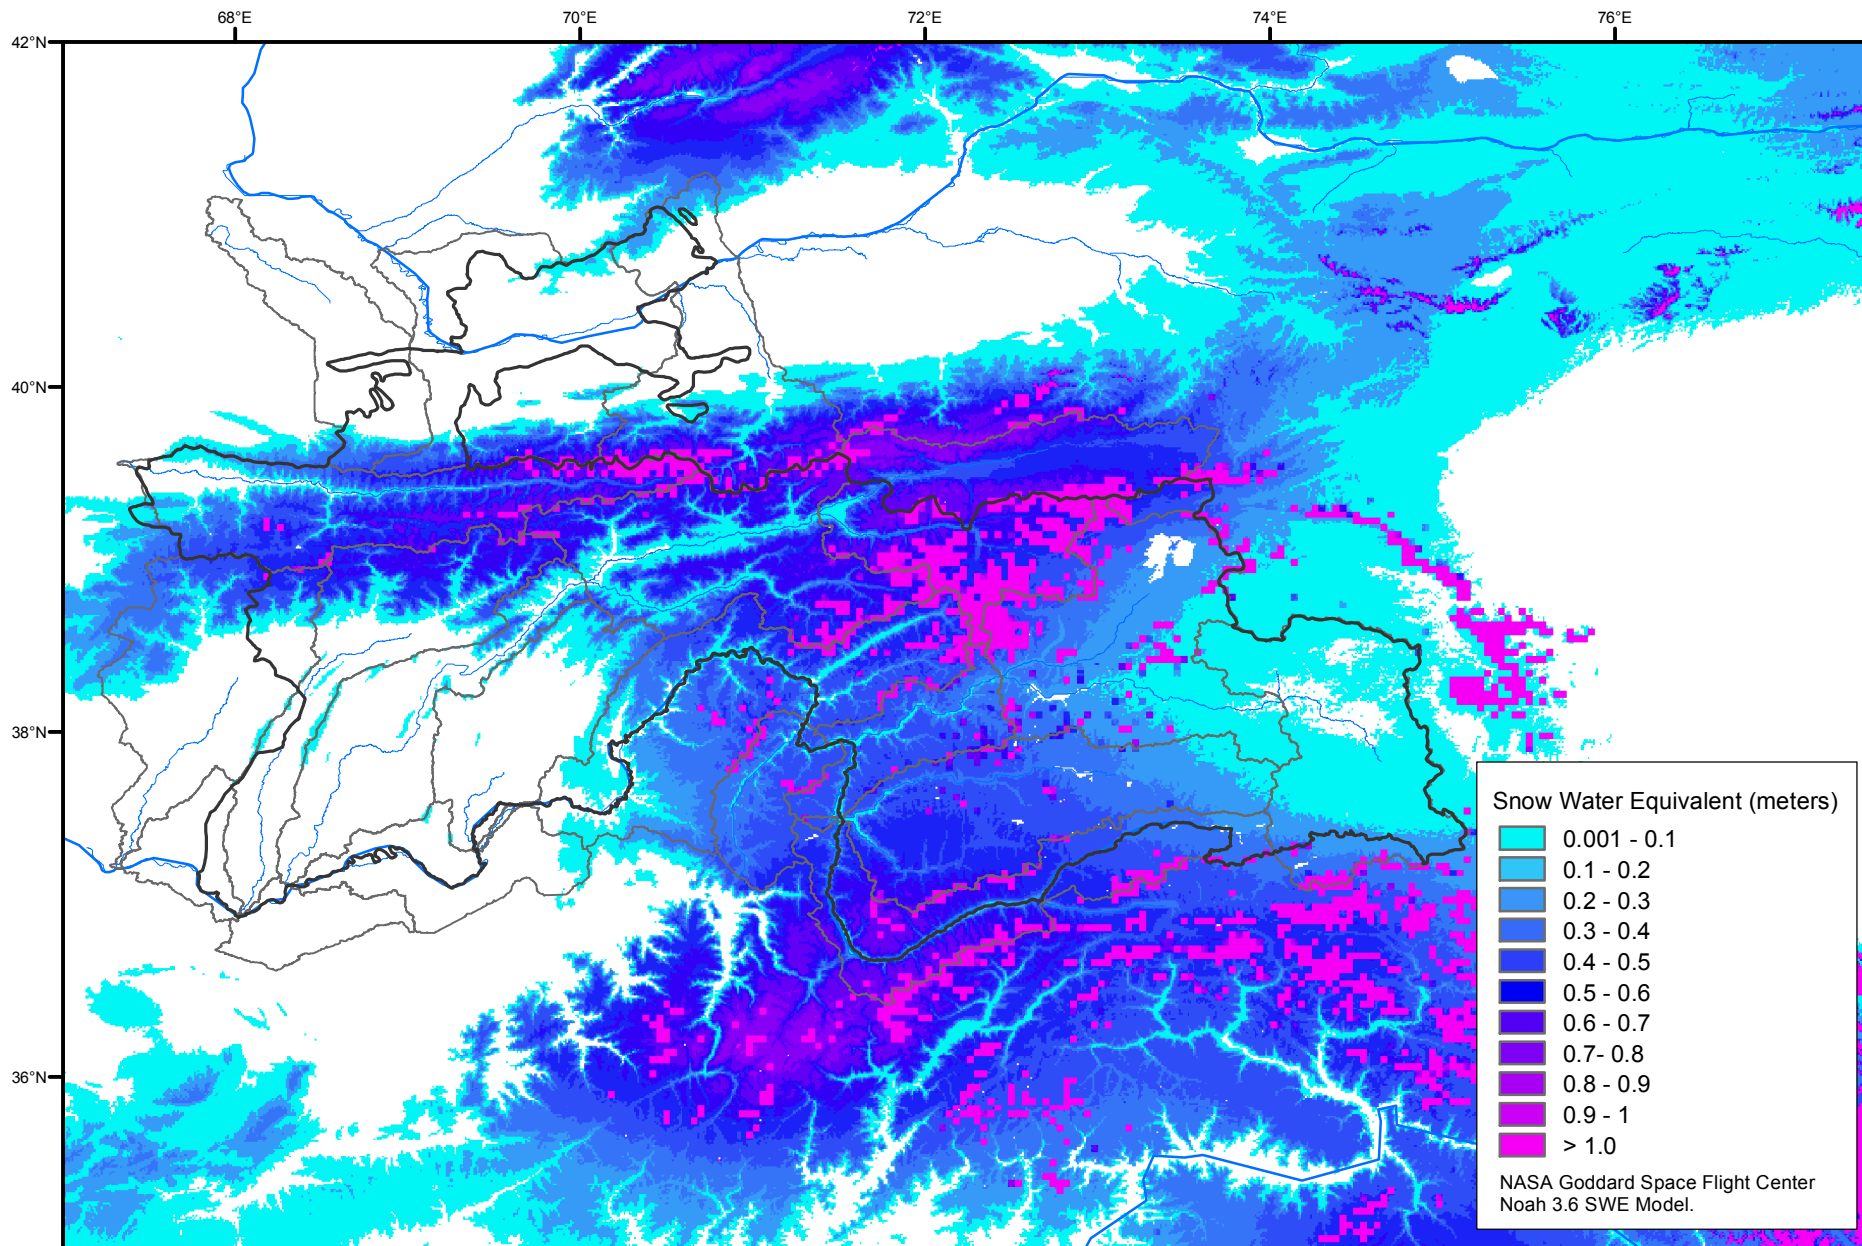 68°E 70°E 72°E 74°E 76°E
42°N
40°N
38°N
36°N
Snow Water Equivalent (meters)
0.001 - 0.1
0.1 - 0.2
0.2 - 0.3
0.3 - 0.4
0.4 - 0.5
0.5 - 0.6
0.6 - 0.7
0.7- 0.8
0.8 - 0.9
0.9 - 1
> 1.0
NASA Goddard Space Flight Center
Noah 3.6 SWE Model.